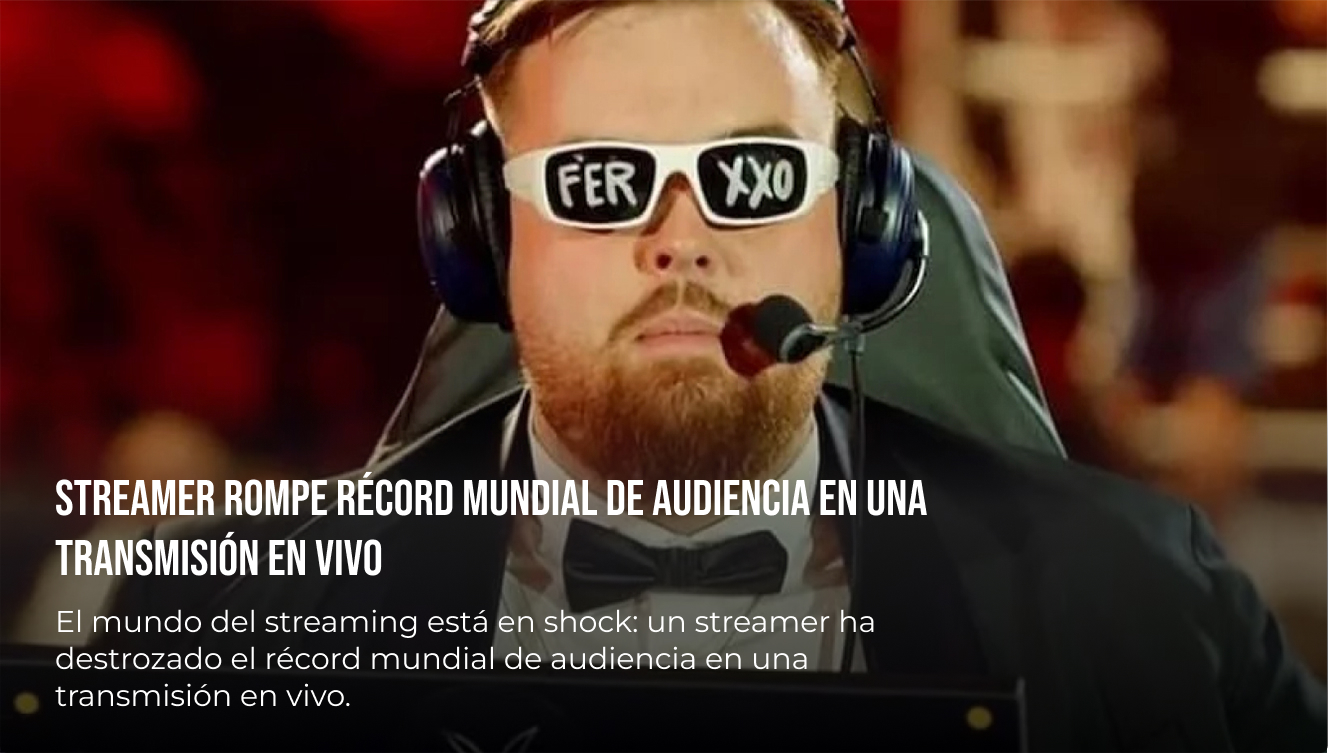 FER XXO
STREAMER ROMPE RÉCORD MUNDIAL DE AUDIENCIA EN UNA
TRANSMISIÓN EN VIVO
El mundo del streaming está en shock: un streamer ha
destrozado el récord mundial de audiencia en una
transmisión en vivo.